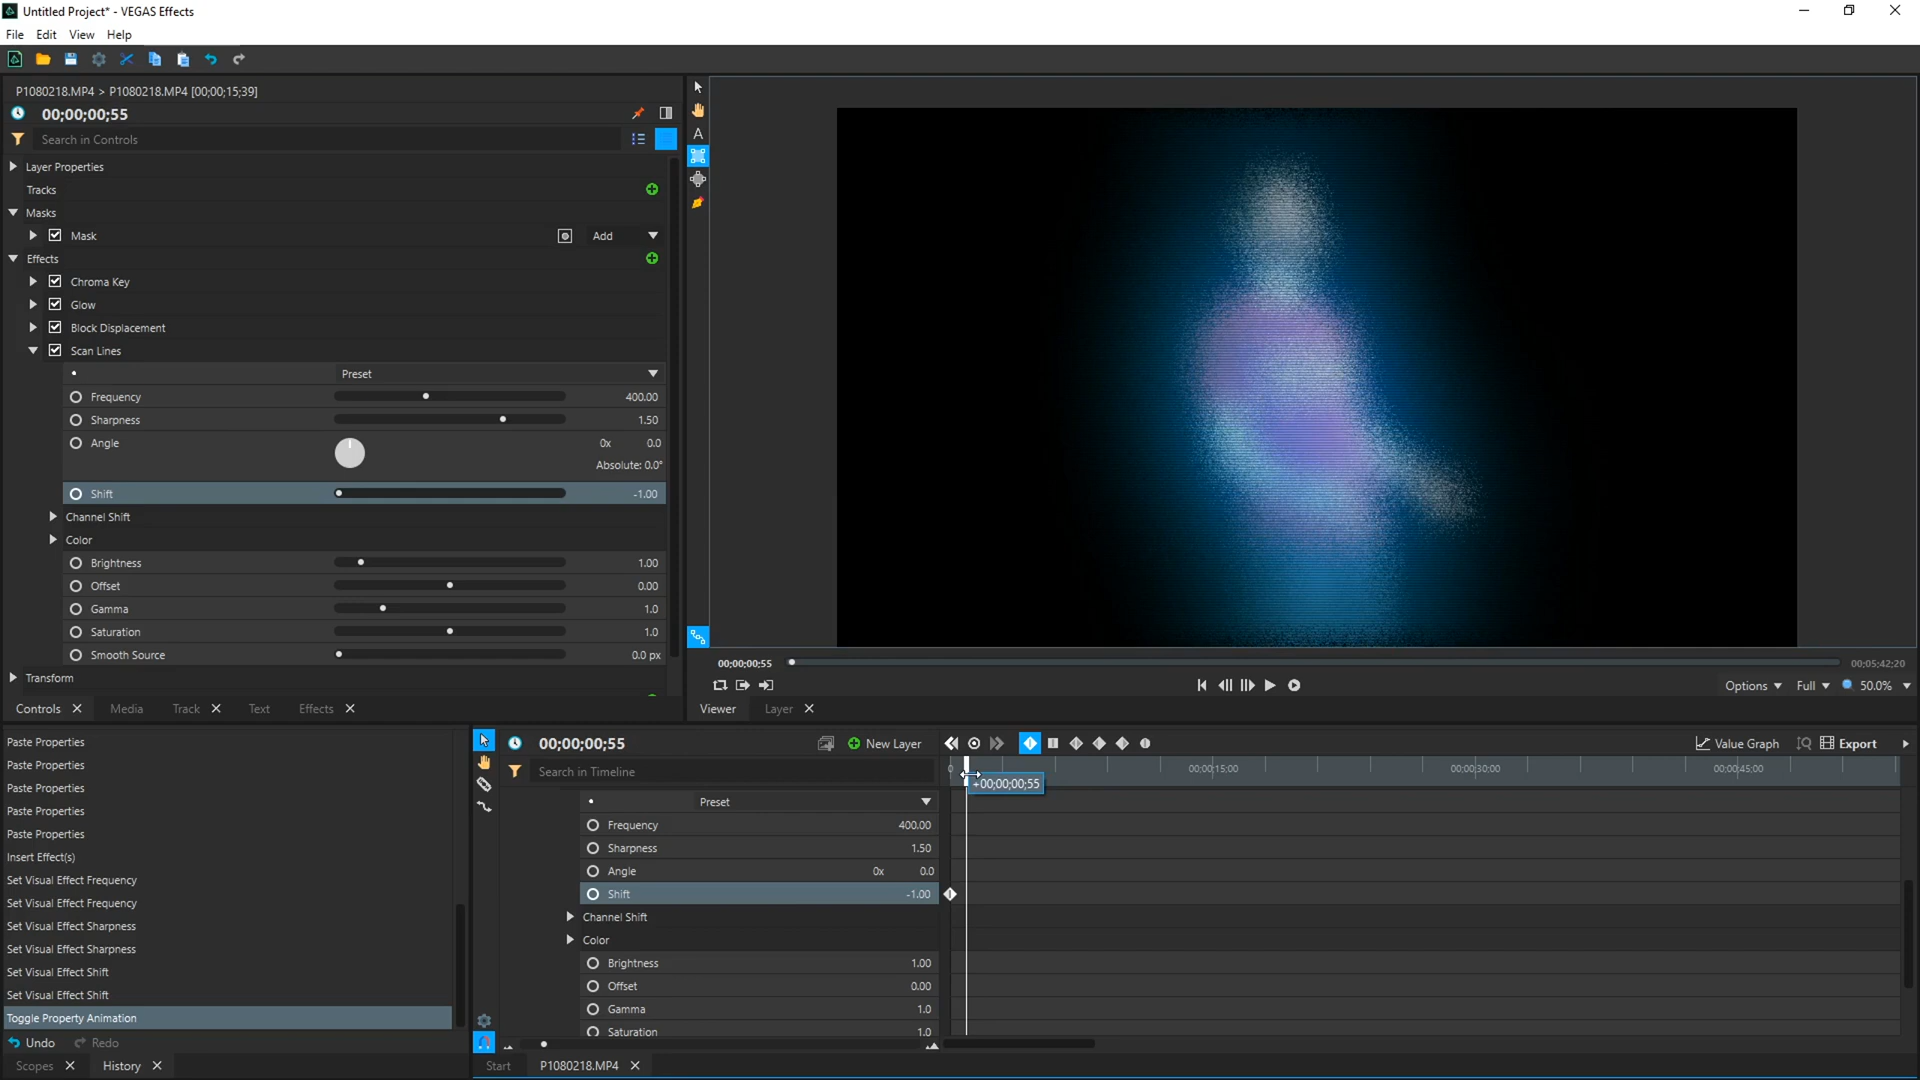 Untitled Project* - VEGAS Effects
File Edit View Help
P1080218.MP4 > P1080218.MP4 [00;00;15;39]
00;00;00;55
Search in Controls
A
Layer Properties
Tracks
Masks
Mask Add
Effects
Chroma Key
Glow
Block Displacement
Scan Lines
Preset
Frequency 400.00
Sharpness 1.50
Angle 0x 0.0
Absolute: 0.0°
Shift -1.00
Channel Shift
Color
Brightness 1.00
Offset 0.00
Gamma 1.0
Saturation 1.0
Smooth Source 0.0 px
Transform
Controls Media Track Text Effects
00;00;00;55 00;05;42;20
Options Full 50.0%
Viewer Layer
Paste Properties
Paste Properties
Paste Properties
Paste Properties
Paste Properties
Insert Effect(s)
Set Visual Effect Frequency
Set Visual Effect Frequency
Set Visual Effect Sharpness
Set Visual Effect Sharpness
Set Visual Effect Shift
Set Visual Effect Shift
Toggle Property Animation
Undo Redo
Scopes History
00;00;00;55 New Layer Value Graph Export
Search in Timeline
0 00;00;15;00 00;00;30;00 00;00;45;00
+00;00;00;55
Preset
Frequency 400.00
Sharpness 1.50
Angle 0x 0.0
Shift -1.00
Channel Shift
Color
Brightness 1.00
Offset 0.00
Gamma 1.0
Saturation 1.0
Start P1080218.MP4